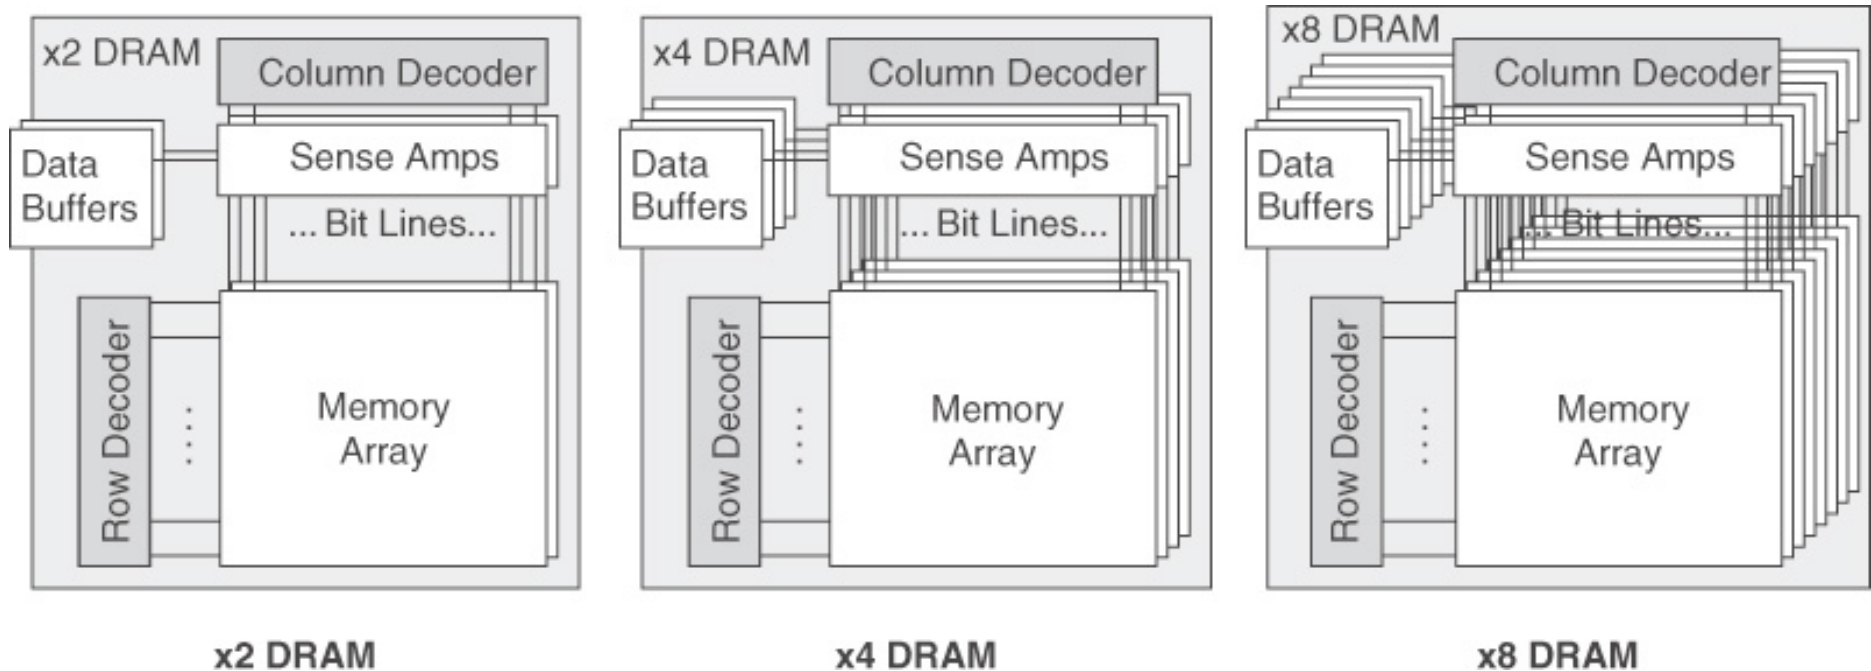 x2 DRAM
Column Decoder
Data
Buffers
Sense Amps
... Bit Lines...
Row Decoder
....
Memory
Array
x2 DRAM
x4 DRAM
Column Decoder
Data
Buffers
Sense Amps
... Bit Lines...
Row Decoder
....
Memory
Array
x4 DRAM
x8 DRAM
Column Decoder
Data
Buffers
Sense Amps
... Bit Lines...
Row Decoder
....
Memory
Array
x8 DRAM